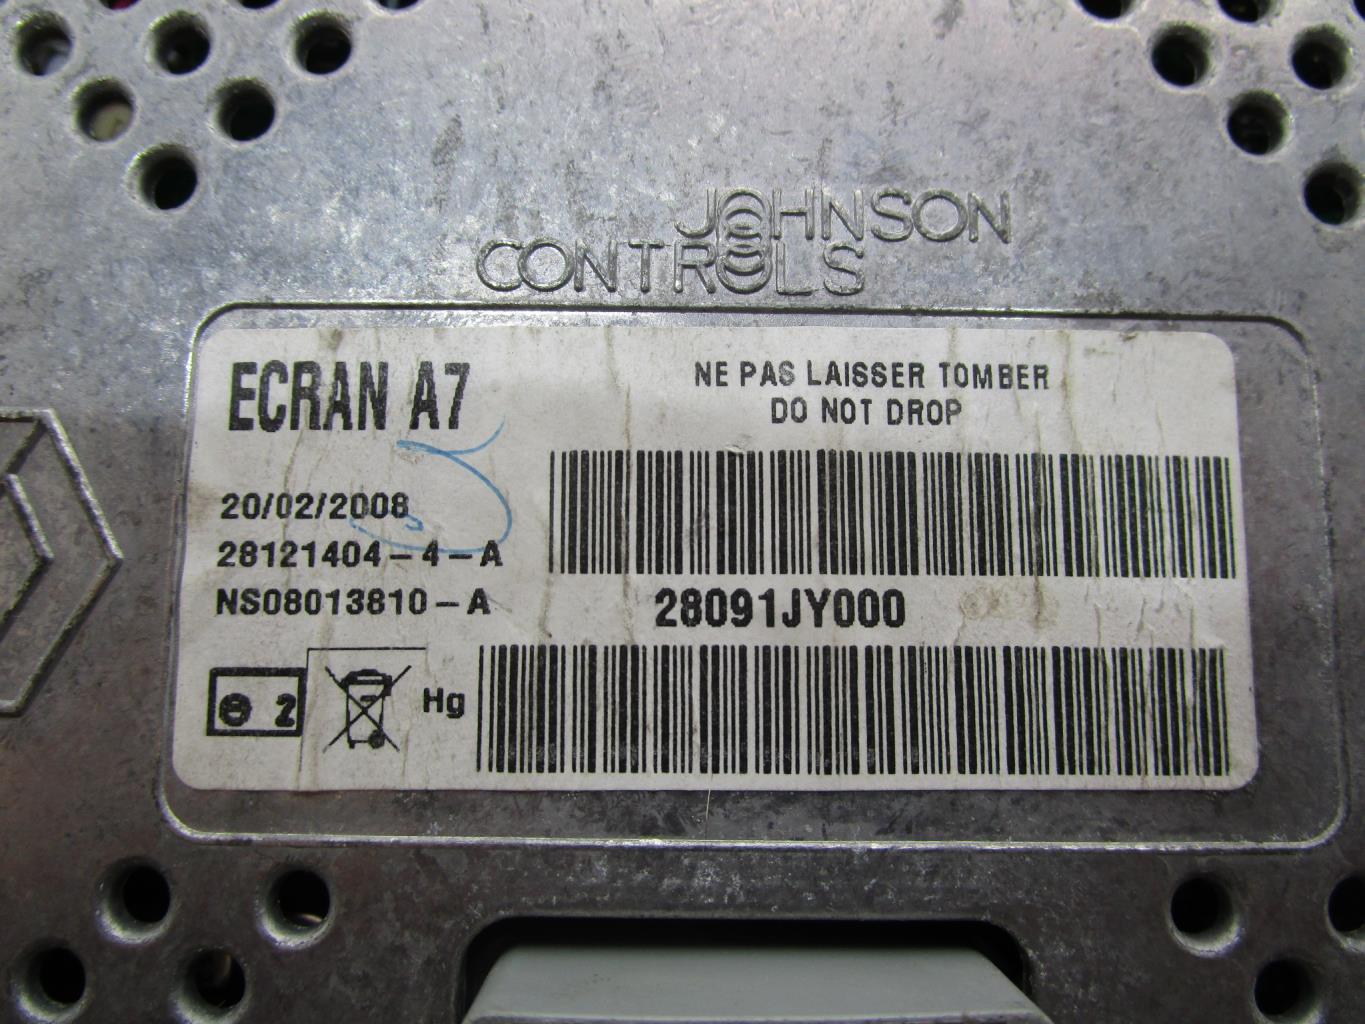 JOHNSON
CONTROLS
ECRAN A7
NE PAS LAISSER TOMBER
DO NOT DROP
20/02/2008
28121404-4-A
NS08013810-A
28091JY000
2
Hg